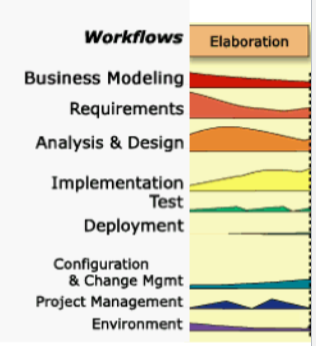 Workflows
Elaboration
Business Modeling
Requirements
Analysis & Design
Implementation
Test
Deployment
Configuration
& Change Mgmt
Project Management
Environment